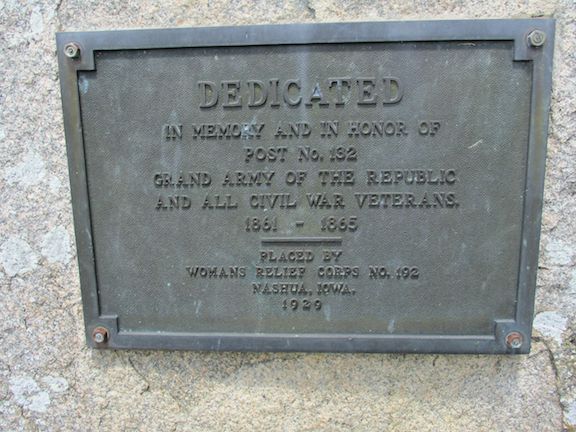 DEDICATED
IN MEMORY AND IN HONOR OF
POST No. 132
GRAND ARMY OF THE REPUBLIC
AND ALL CIVIL WAR VETERANS.
1861 - 1865
PLACED BY
WOMANS RELIEF CORPS NO. 192
NASHUA, IOWA.
1929